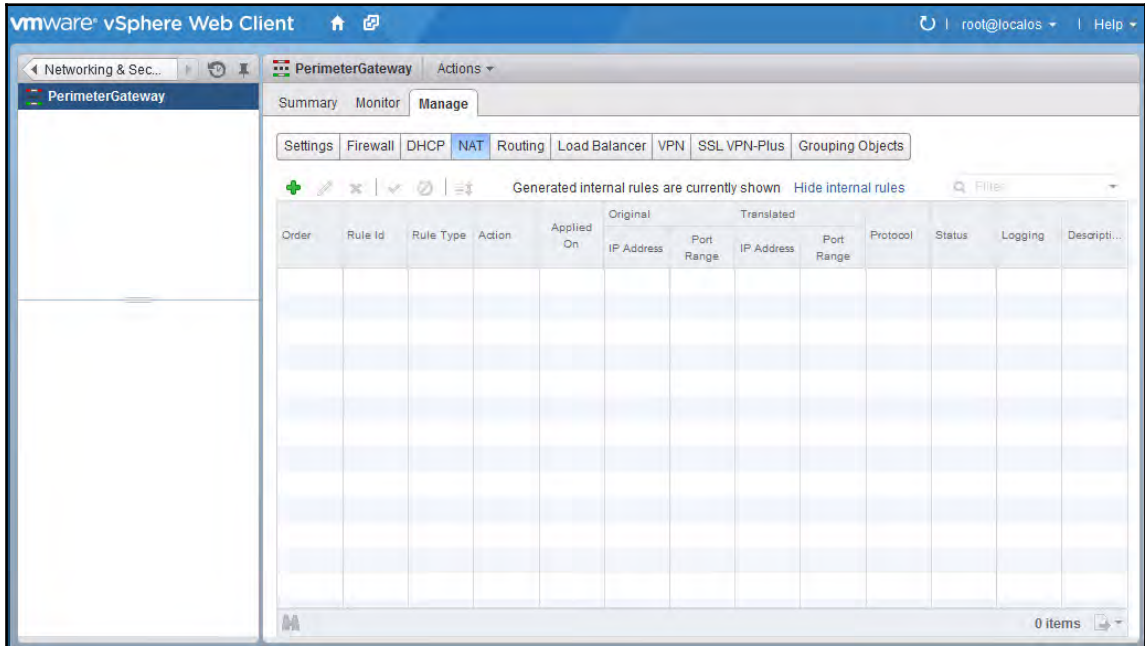 vmware® vSphere Web Client
root@localos
Help
Networking & Sec...
PerimeterGateway
PerimeterGateway
Actions
Summary Monitor Manage
Settings Firewall DHCP NAT Routing Load Balancer VPN SSL VPN-Plus Grouping Objects
Generated internal rules are currently shown Hide internal rules
Filter
Original Translated
Order Rule Id Rule Type Action Applied On IP Address Port Range IP Address Port Range Protocol Status Logging Descripti...
0 items